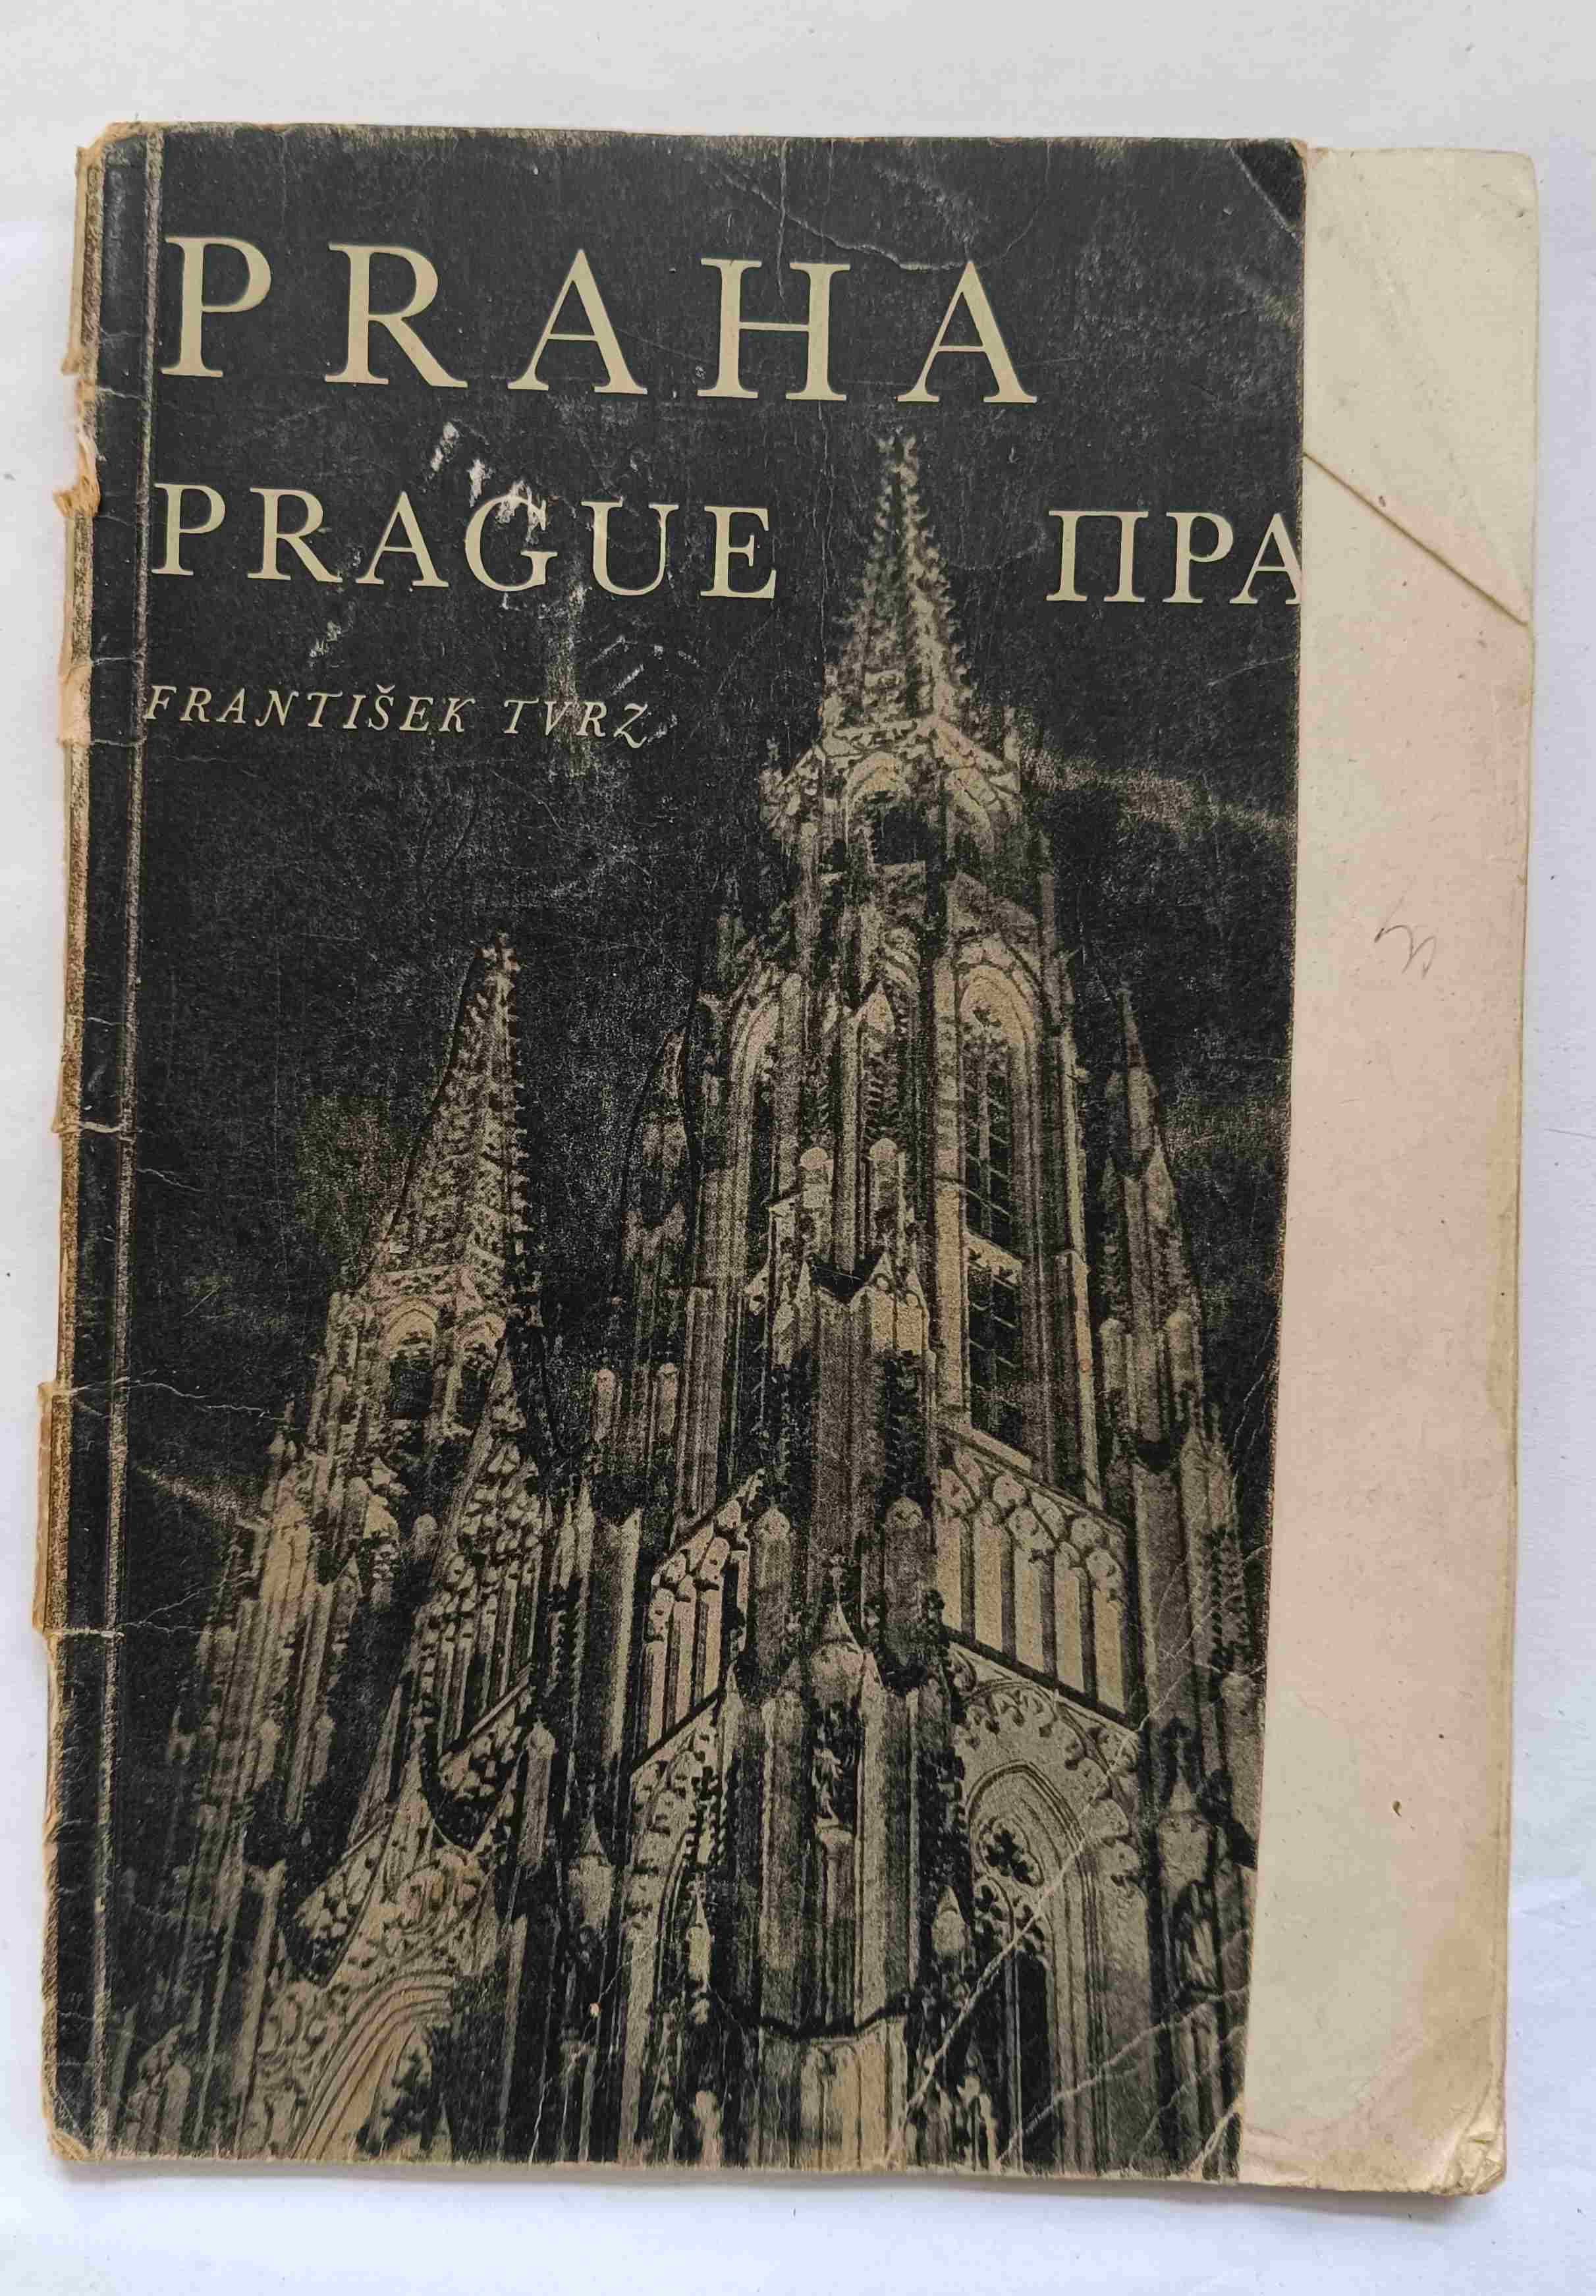 PRAHA
PRAGUE ПРА
FRANTIŠEK TVRZ